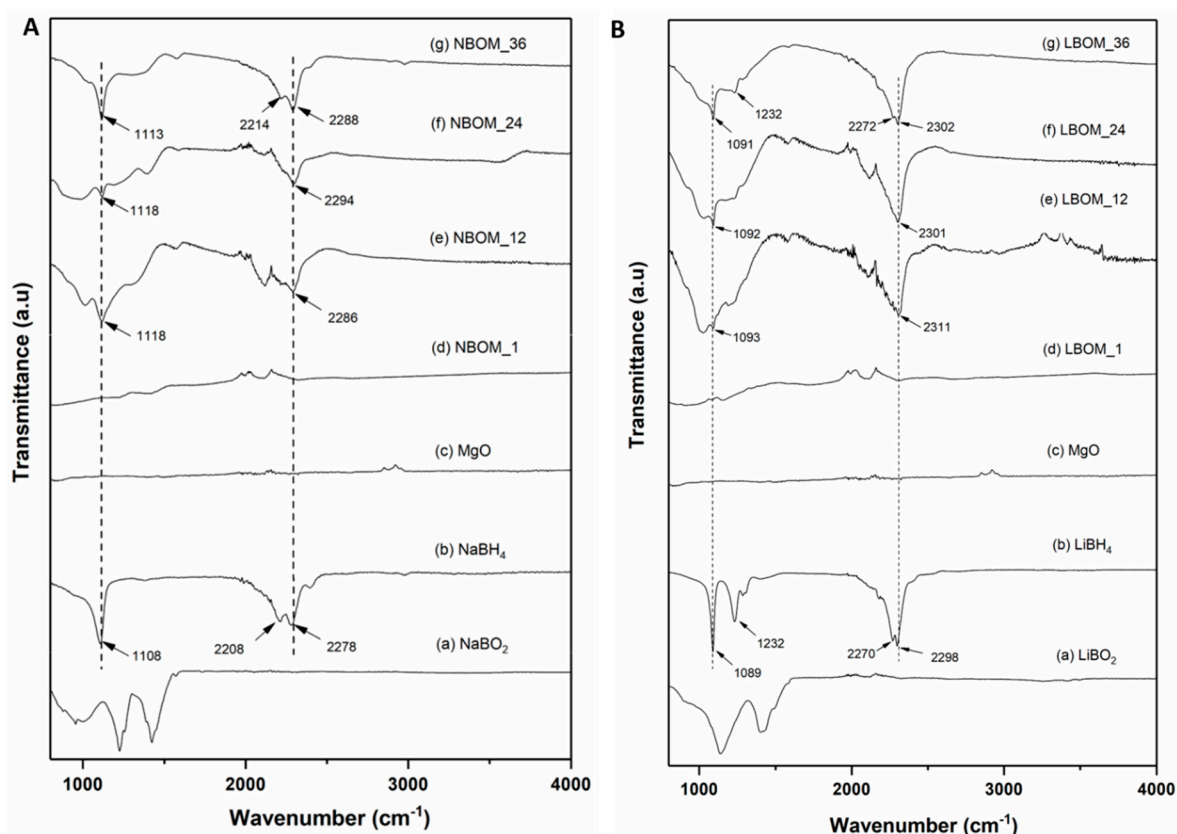 A
(g) NBOM_36
2214
2288
1113
(f) NBOM_24
2294
1118
(e) NBOM_12
2286
1118
(d) NBOM_1
(c) MgO
(b) NaBH4
2208
2278
1108
(a) NaBO2
1000
2000
3000
4000
Wavenumber (cm-1)
Transmittance (a.u)
B
(g) LBOM_36
1232
2272
2302
1091
(f) LBOM_24
2301
1092
(e) LBOM_12
2311
1093
(d) LBOM_1
(c) MgO
(b) LiBH4
1232
2270
2298
1089
(a) LiBO2
1000
2000
3000
4000
Wavenumber (cm-1)
Transmittance (a.u)